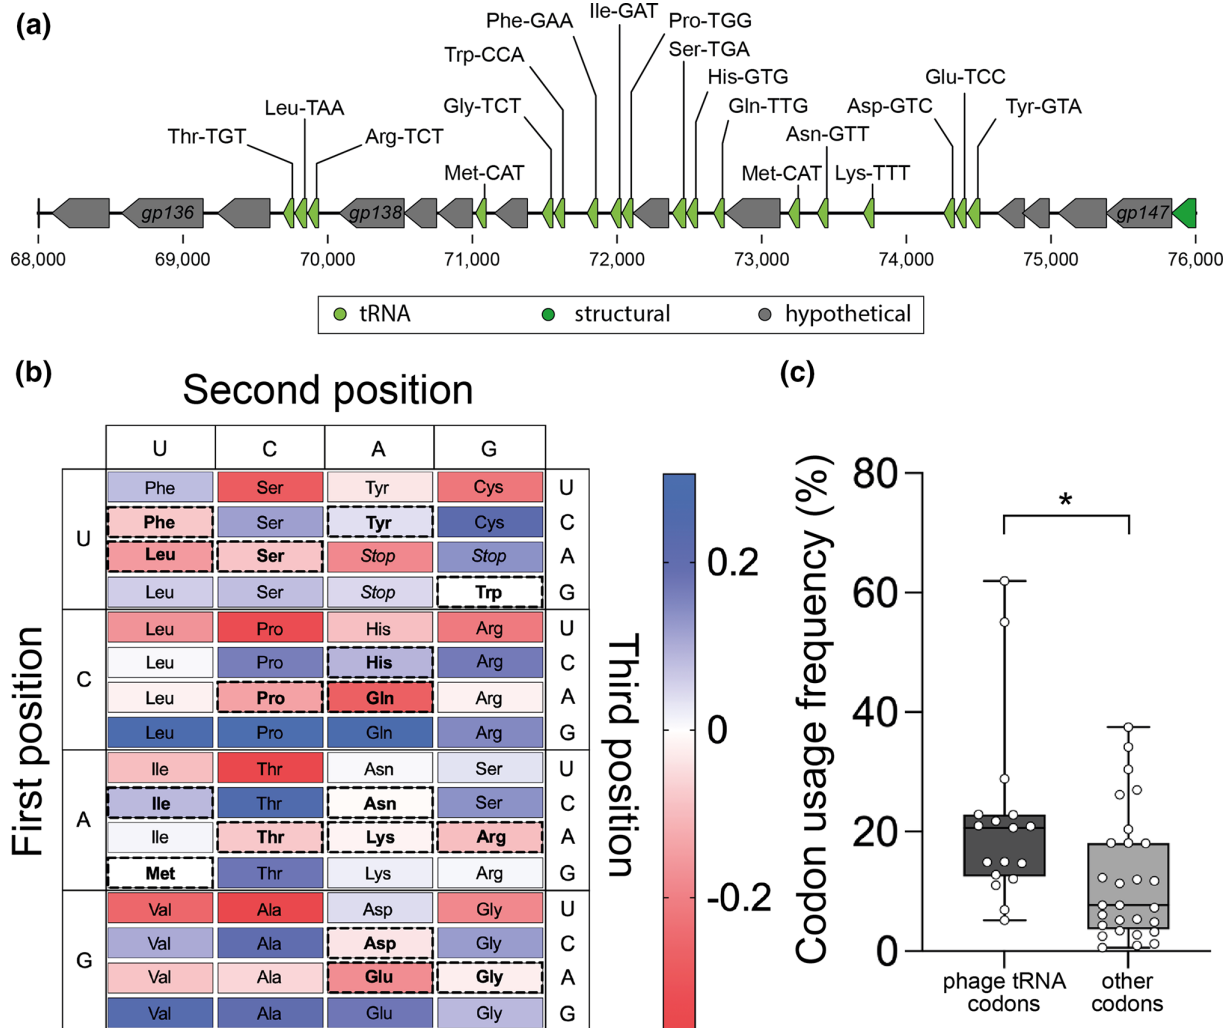 (a)
Ile-GAT
Phe-GAA
Pro-TGG
Trp-CCA
Ser-TGA
His-GTG
Glu-TCC
Leu-TAA
Gly-TCT
Gln-TTG
Asp-GTC
Tyr-GTA
Thr-TGT
Arg-TCT
Asn-GTT
Met-CAT
Met-CAT
Lys-TTT
gp136
gp138
gp147
68,000 69,000 70,000 71,000 72,000 73,000 74,000 75,000 76,000
tRNA structural hypothetical
(b)
Second position
U C A G
First position
Third position
U
Phe Ser Tyr Cys U
Phe Ser Tyr Cys C
Leu Ser Stop Stop A
Leu Ser Stop Trp G
C
Leu Pro His Arg U
Leu Pro His Arg C
Leu Pro Gln Arg A
Leu Pro Gln Arg G
A
Ile Thr Asn Ser U
Ile Thr Asn Ser C
Ile Thr Lys Arg A
Met Thr Lys Arg G
G
Val Ala Asp Gly U
Val Ala Asp Gly C
Val Ala Glu Gly A
Val Ala Glu Gly G
0.2
0
-0.2
(c)
Codon usage frequency (%)
80
60
40
20
0
*
phage tRNA
codons
other
codons